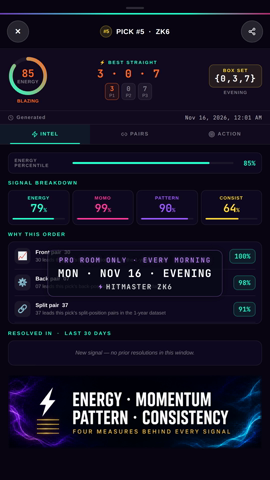 #5 PICK #5 · ZK6
85
ENERGY
BLAZING
⚡ BEST STRAIGHT
3 · 0 · 7
3 0 7
P1 P2 P3
BOX SET
{0,3,7}
EVENING
Generated Nov 16, 2026, 12:01 AM
INTEL PAIRS ACTION
ENERGY PERCENTILE 85%
SIGNAL BREAKDOWN
ENERGY MOMO PATTERN CONSIST
79% 99% 90% 64%
WHY THIS ORDER
Front pair 30
100%
PRO ROOM ONLY · EVERY MORNING
MON · NOV 16 · EVENING
⚡HITMASTER ZK6
Back
98%
Split pair 37
37 leads this pick's split-position pairs in the 1-year dataset
91%
RESOLVED IN · LAST 30 DAYS
New signal — no prior resolutions in this window.
ENERGY · MOMENTUM
PATTERN · CONSISTENCY
FOUR MEASURES BEHIND EVERY SIGNAL